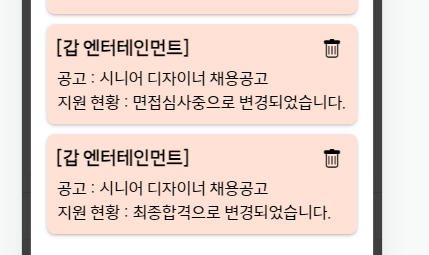 [갑 엔터테인먼트]
공고 : 시니어 디자이너 채용공고
지원 현황 : 면접심사중으로 변경되었습니다.
[갑 엔터테인먼트]
공고 : 시니어 디자이너 채용공고
지원 현황 : 최종합격으로 변경되었습니다.